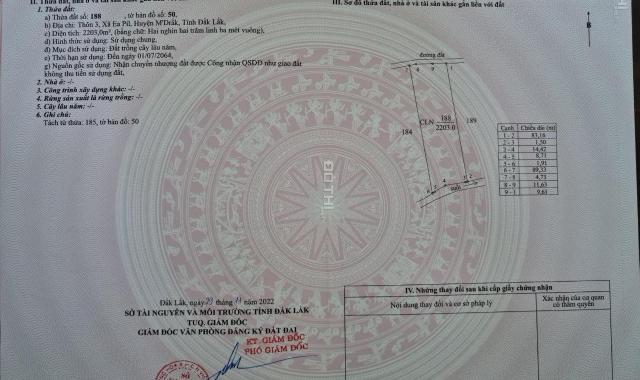 II. Thửa đất, nhà ở và tài sản khác gắn liền với đất
1. Thửa đất:
a) Thửa đất số: 188 , tờ bản đồ số: 50,
b) Địa chỉ: Thôn 3, Xã Ea Pil, Huyện M'Drắk, Tỉnh Đắk Lắk,
c) Diện tích: 2203,0m², (bằng chữ: Hai nghìn hai trăm linh ba mét vuông),
d) Hình thức sử dụng: Sử dụng chung,
đ) Mục đích sử dụng: Đất trồng cây lâu năm,
e) Thời hạn sử dụng: Đến ngày 01/07/2064,
g) Nguồn gốc sử dụng: Nhận chuyển nhượng đất được Công nhận QSDĐ như giao đất
không thu tiền sử dụng đất,
2. Nhà ở: -/-
3. Công trình xây dựng khác: -/-
4. Rừng sản xuất là rừng trồng: -/-
5. Cây lâu năm: -/-
6. Ghi chú:
Tách từ thửa: 185, tờ bản đồ: 50
Đắk Lắk, ngày 29 tháng 11 năm 2022
SỞ TÀI NGUYÊN VÀ MÔI TRƯỜNG TỈNH ĐẮK LẮK
TUQ. GIÁM ĐỐC
GIÁM ĐỐC VĂN PHÒNG ĐĂNG KÝ ĐẤT ĐAI
KT. GIÁM ĐỐC
PHÓ GIÁM ĐỐC
ĐÔTHỊ
III. Sơ đồ thửa đất, nhà ở và tài sản khác gắn liền với đất
B
đường đất
184
CLN 188
2203.0
189
suối
Cạnh Chiều dài (m)
1 - 2 83,16
2 - 3 1,50
3 - 4 14,42
4 - 5 8,71
5 - 6 1,91
6 - 7 89,33
7 - 8 4,73
8 - 9 11,63
9 - 1 9,61
IV. Những thay đổi sau khi cấp giấy chứng nhận
Nội dung thay đổi và cơ sở pháp lý
Xác nhận của cơ quan
có thẩm quyền